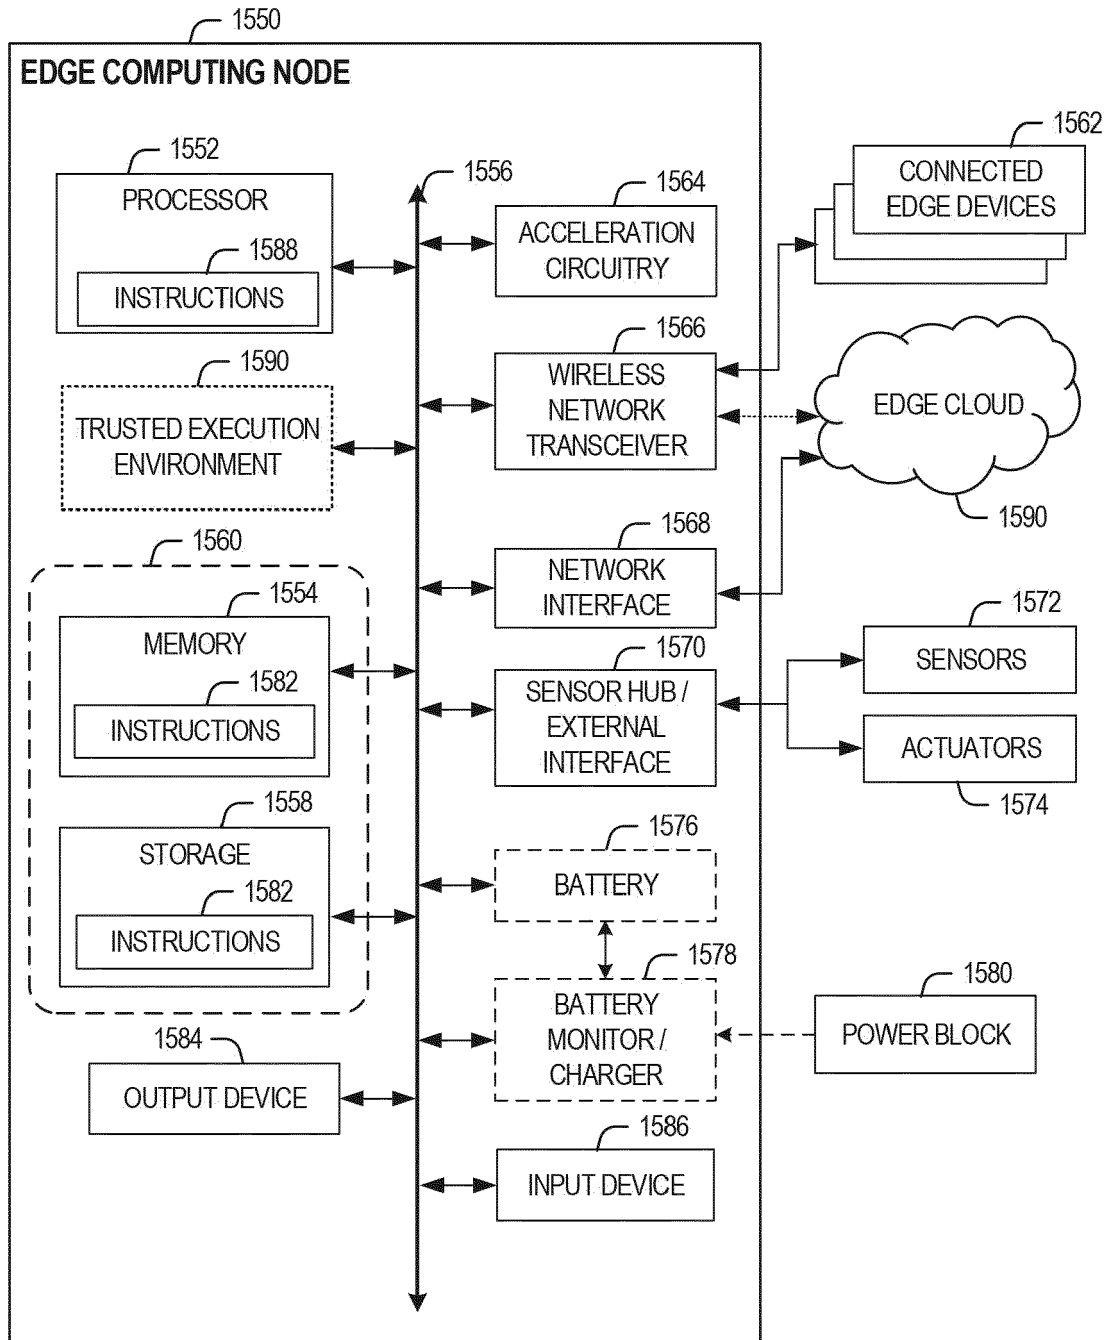 1550
EDGE COMPUTING NODE
1552
PROCESSOR
1588
INSTRUCTIONS
1590
TRUSTED EXECUTION
ENVIRONMENT
1560
1554
MEMORY
1582
INSTRUCTIONS
1558
STORAGE
1582
INSTRUCTIONS
1584
OUTPUT DEVICE
1556
1564
ACCELERATION
CIRCUITRY
1566
WIRELESS
NETWORK
TRANSCEIVER
1568
NETWORK
INTERFACE
1570
SENSOR HUB /
EXTERNAL
INTERFACE
1576
BATTERY
1578
BATTERY
MONITOR /
CHARGER
1586
INPUT DEVICE
1562
CONNECTED
EDGE DEVICES
EDGE CLOUD
1590
1572
SENSORS
ACTUATORS
1574
1580
POWER BLOCK